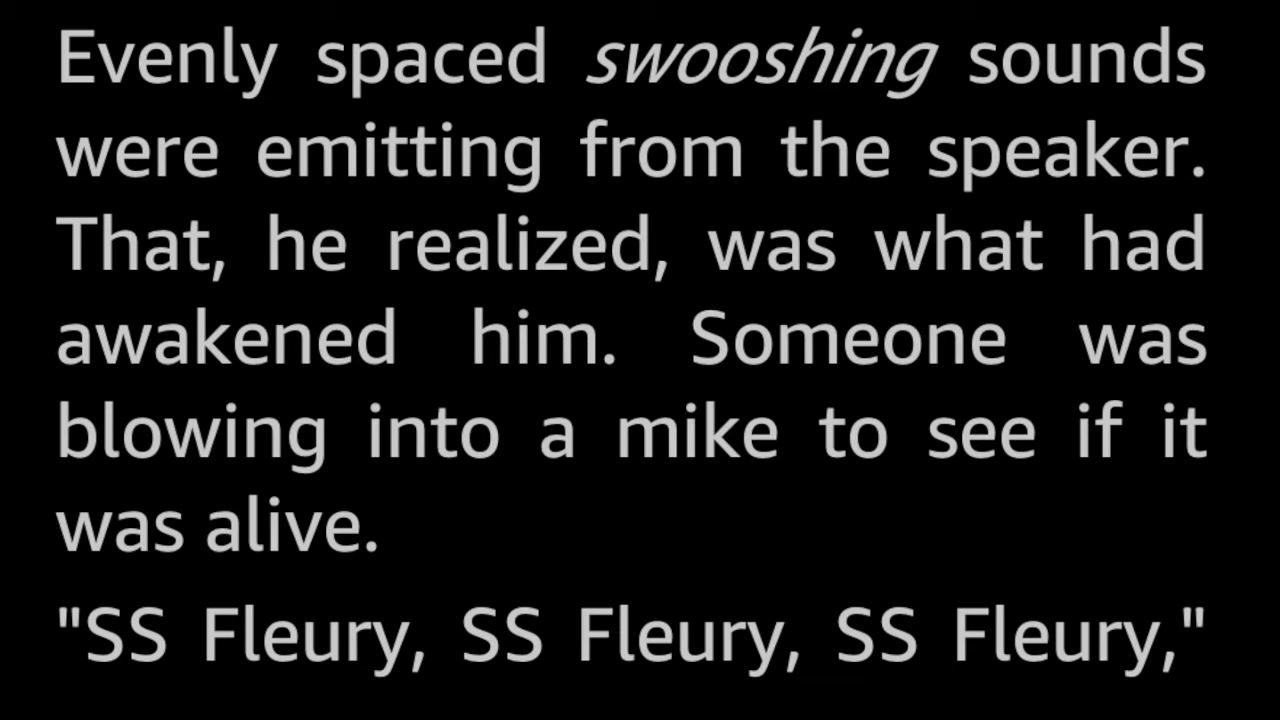 Evenly spaced swooshing sounds
were emitting from the speaker.
That, he realized, was what had
awakened him. Someone was
blowing into a mike to see if it
was alive.
"SS Fleury, SS Fleury, SS Fleury,"